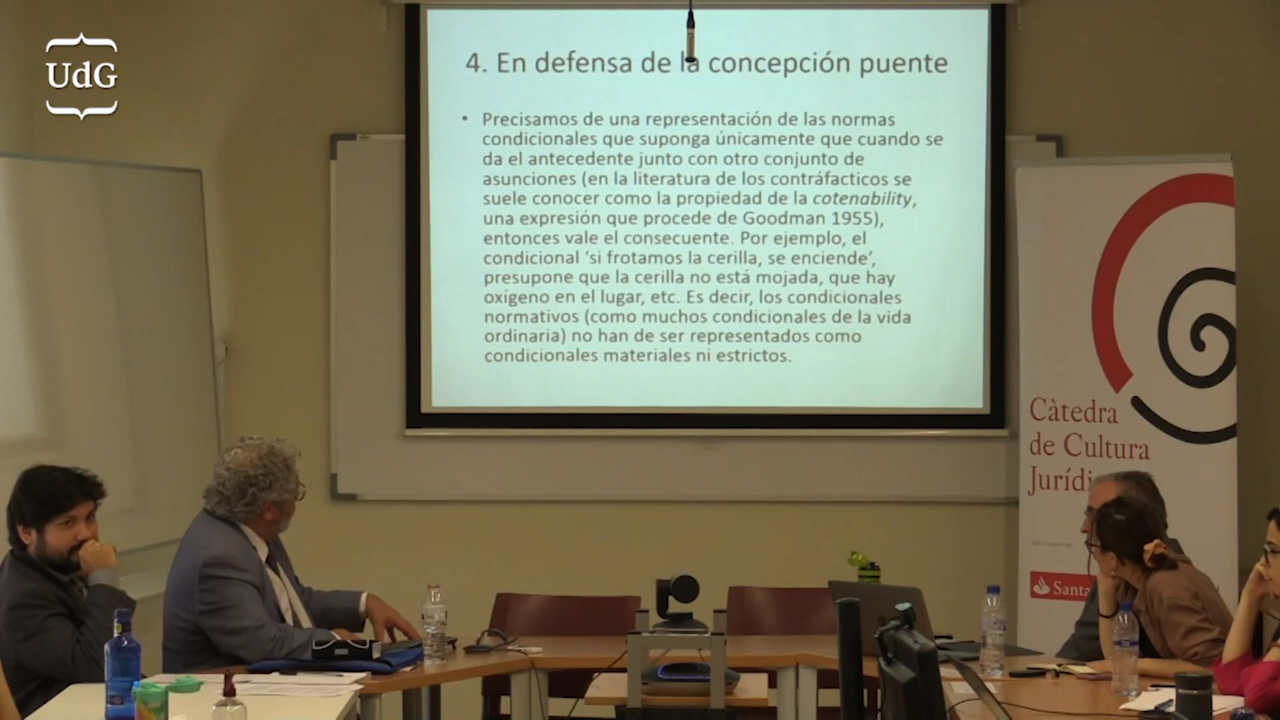 UdG
4. En defensa de la concepción puente
• Precisamos de una representación de las normas
condicionales que suponga únicamente que cuando se
da el antecedente junto con otro conjunto de
asunciones (en la literatura de los contráfacticos se
suele conocer como la propiedad de la cotenability,
una expresión que procede de Goodman 1955),
entonces vale el consecuente. Por ejemplo, el
condicional ‘si frotamos la cerilla, se enciende’,
presupone que la cerilla no está mojada, que hay
oxígeno en el lugar, etc. Es decir, los condicionales
normativos (como muchos condicionales de la vida
ordinaria) no han de ser representados como
condicionales materiales ni estrictos.
Càtedra
de Cultura
Jurídi
Santa